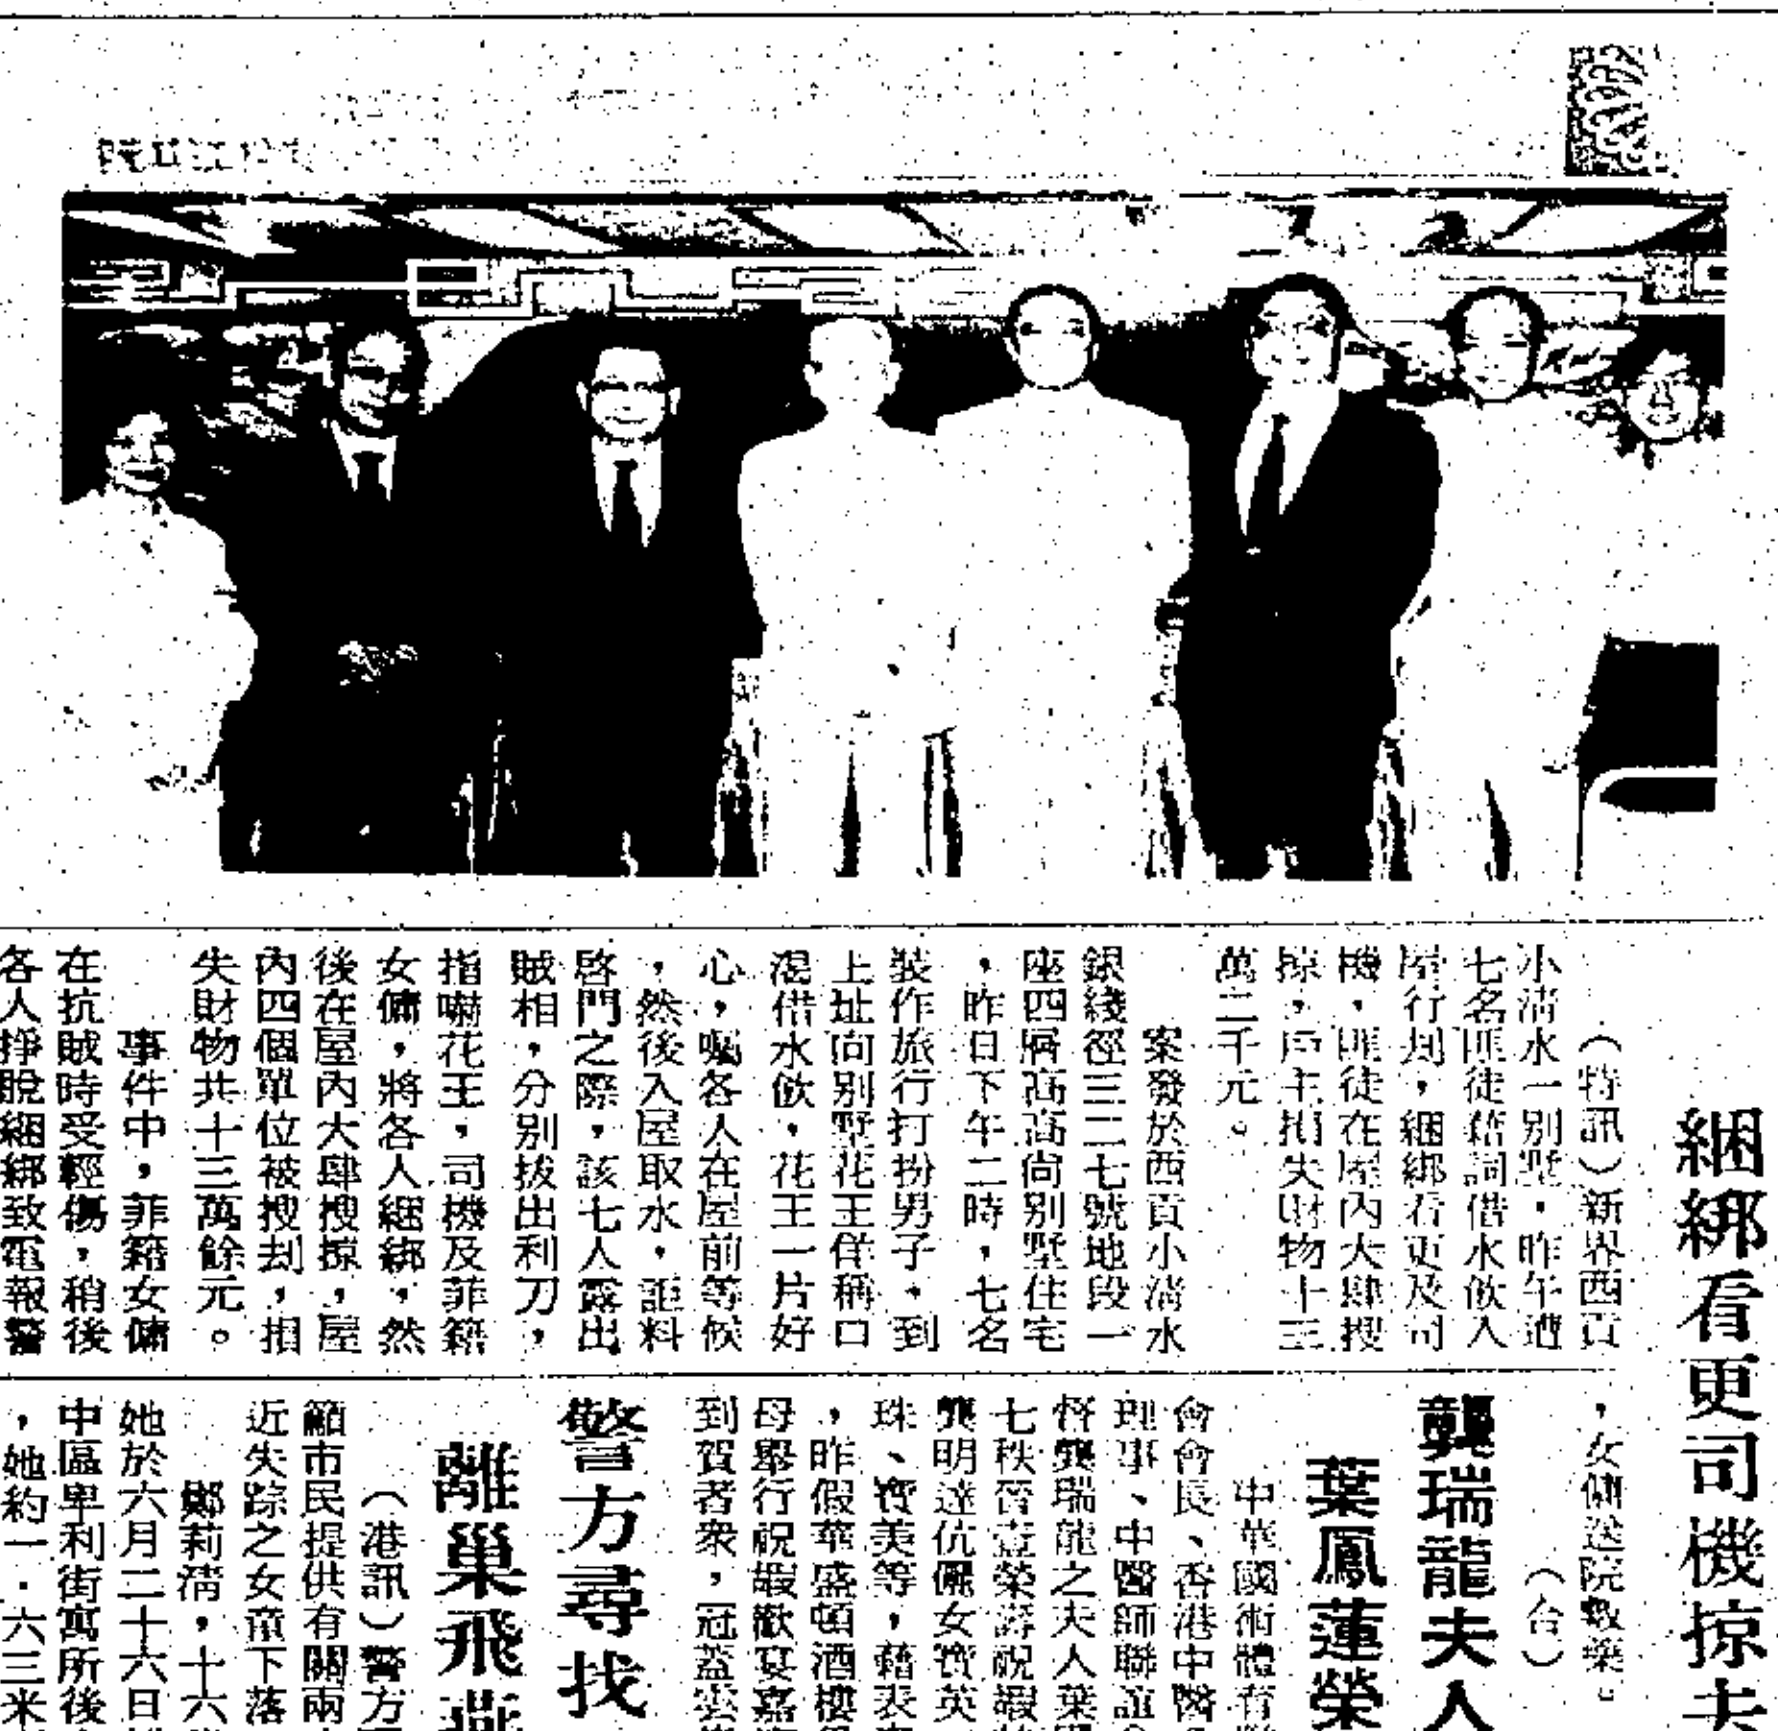 綑綁看更司機掠夫
（特訊）新界西貢
小淸水一別墅，昨午遭
七名匪徒藉詞借水飲入
屋行刧，綑綁看更及司
機，匪徒在屋內大肆搜
掠，戶主損失財物十三
萬二千元。
案發於西貢小淸水
銀綫徑三二七號地段一
座四層高高尙別墅住宅
，昨日下午二時，七名
裝作旅行打扮男子，到
上址向別墅花王佯稱口
渴借水飲，花王一片好
心，囑各人在屋前等候
，然後入屋取水，詎料
啓門之際，該七人露出
賊相，分別拔出利刀，
指嚇花王，司機及菲籍
女傭，將各人綑綁，然
後在屋內大肆搜掠，屋
內四個單位被搜刦，損
失財物共十三萬餘元。
事件中，菲籍女傭
在抗賊時受輕傷，稍後
各人掙脫綑綁致電報警
，女傭送院敷藥。
（台）
龔瑞龍夫人
葉鳳蓮榮
中華國術體育
會會長、香港中醫
理事、中醫師聯誼
督龔瑞龍之夫人葉
七秩晉壹榮壽祝嘏
龔明達伉儷女寳英
珠、寳美等，藉表
，昨假華盛頓酒樓
母舉行祝嘏歡宴嘉
到賀者衆，冠蓋雲
警方尋找
離巢飛燕
（港訊）警方
籲市民提供有關兩
近失踪之女童下落
鄭莉淸，十六
她於六月二十六日
中區卑利街寓所後
，她約一．六三米